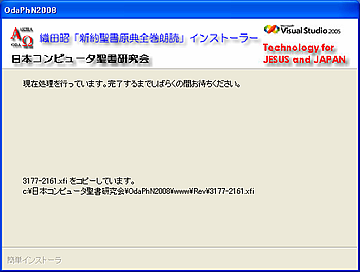 OdaPhN2008
AKIRA
AO
ODA
織田昭「新約聖書原典全巻朗読」インストーラー
日本コンピュータ聖書研究会
Microsoft
Visual Studio 2005
Technology for
JESUS and JAPAN
現在処理を行っています。完了するまでしばらくの間お待ちください。
3177-2161.xfi をコピーしています。
c:¥日本コンピュータ聖書研究会¥OdaPhN2008¥www¥Rev¥3177-2161.xfi
簡単インストーラ